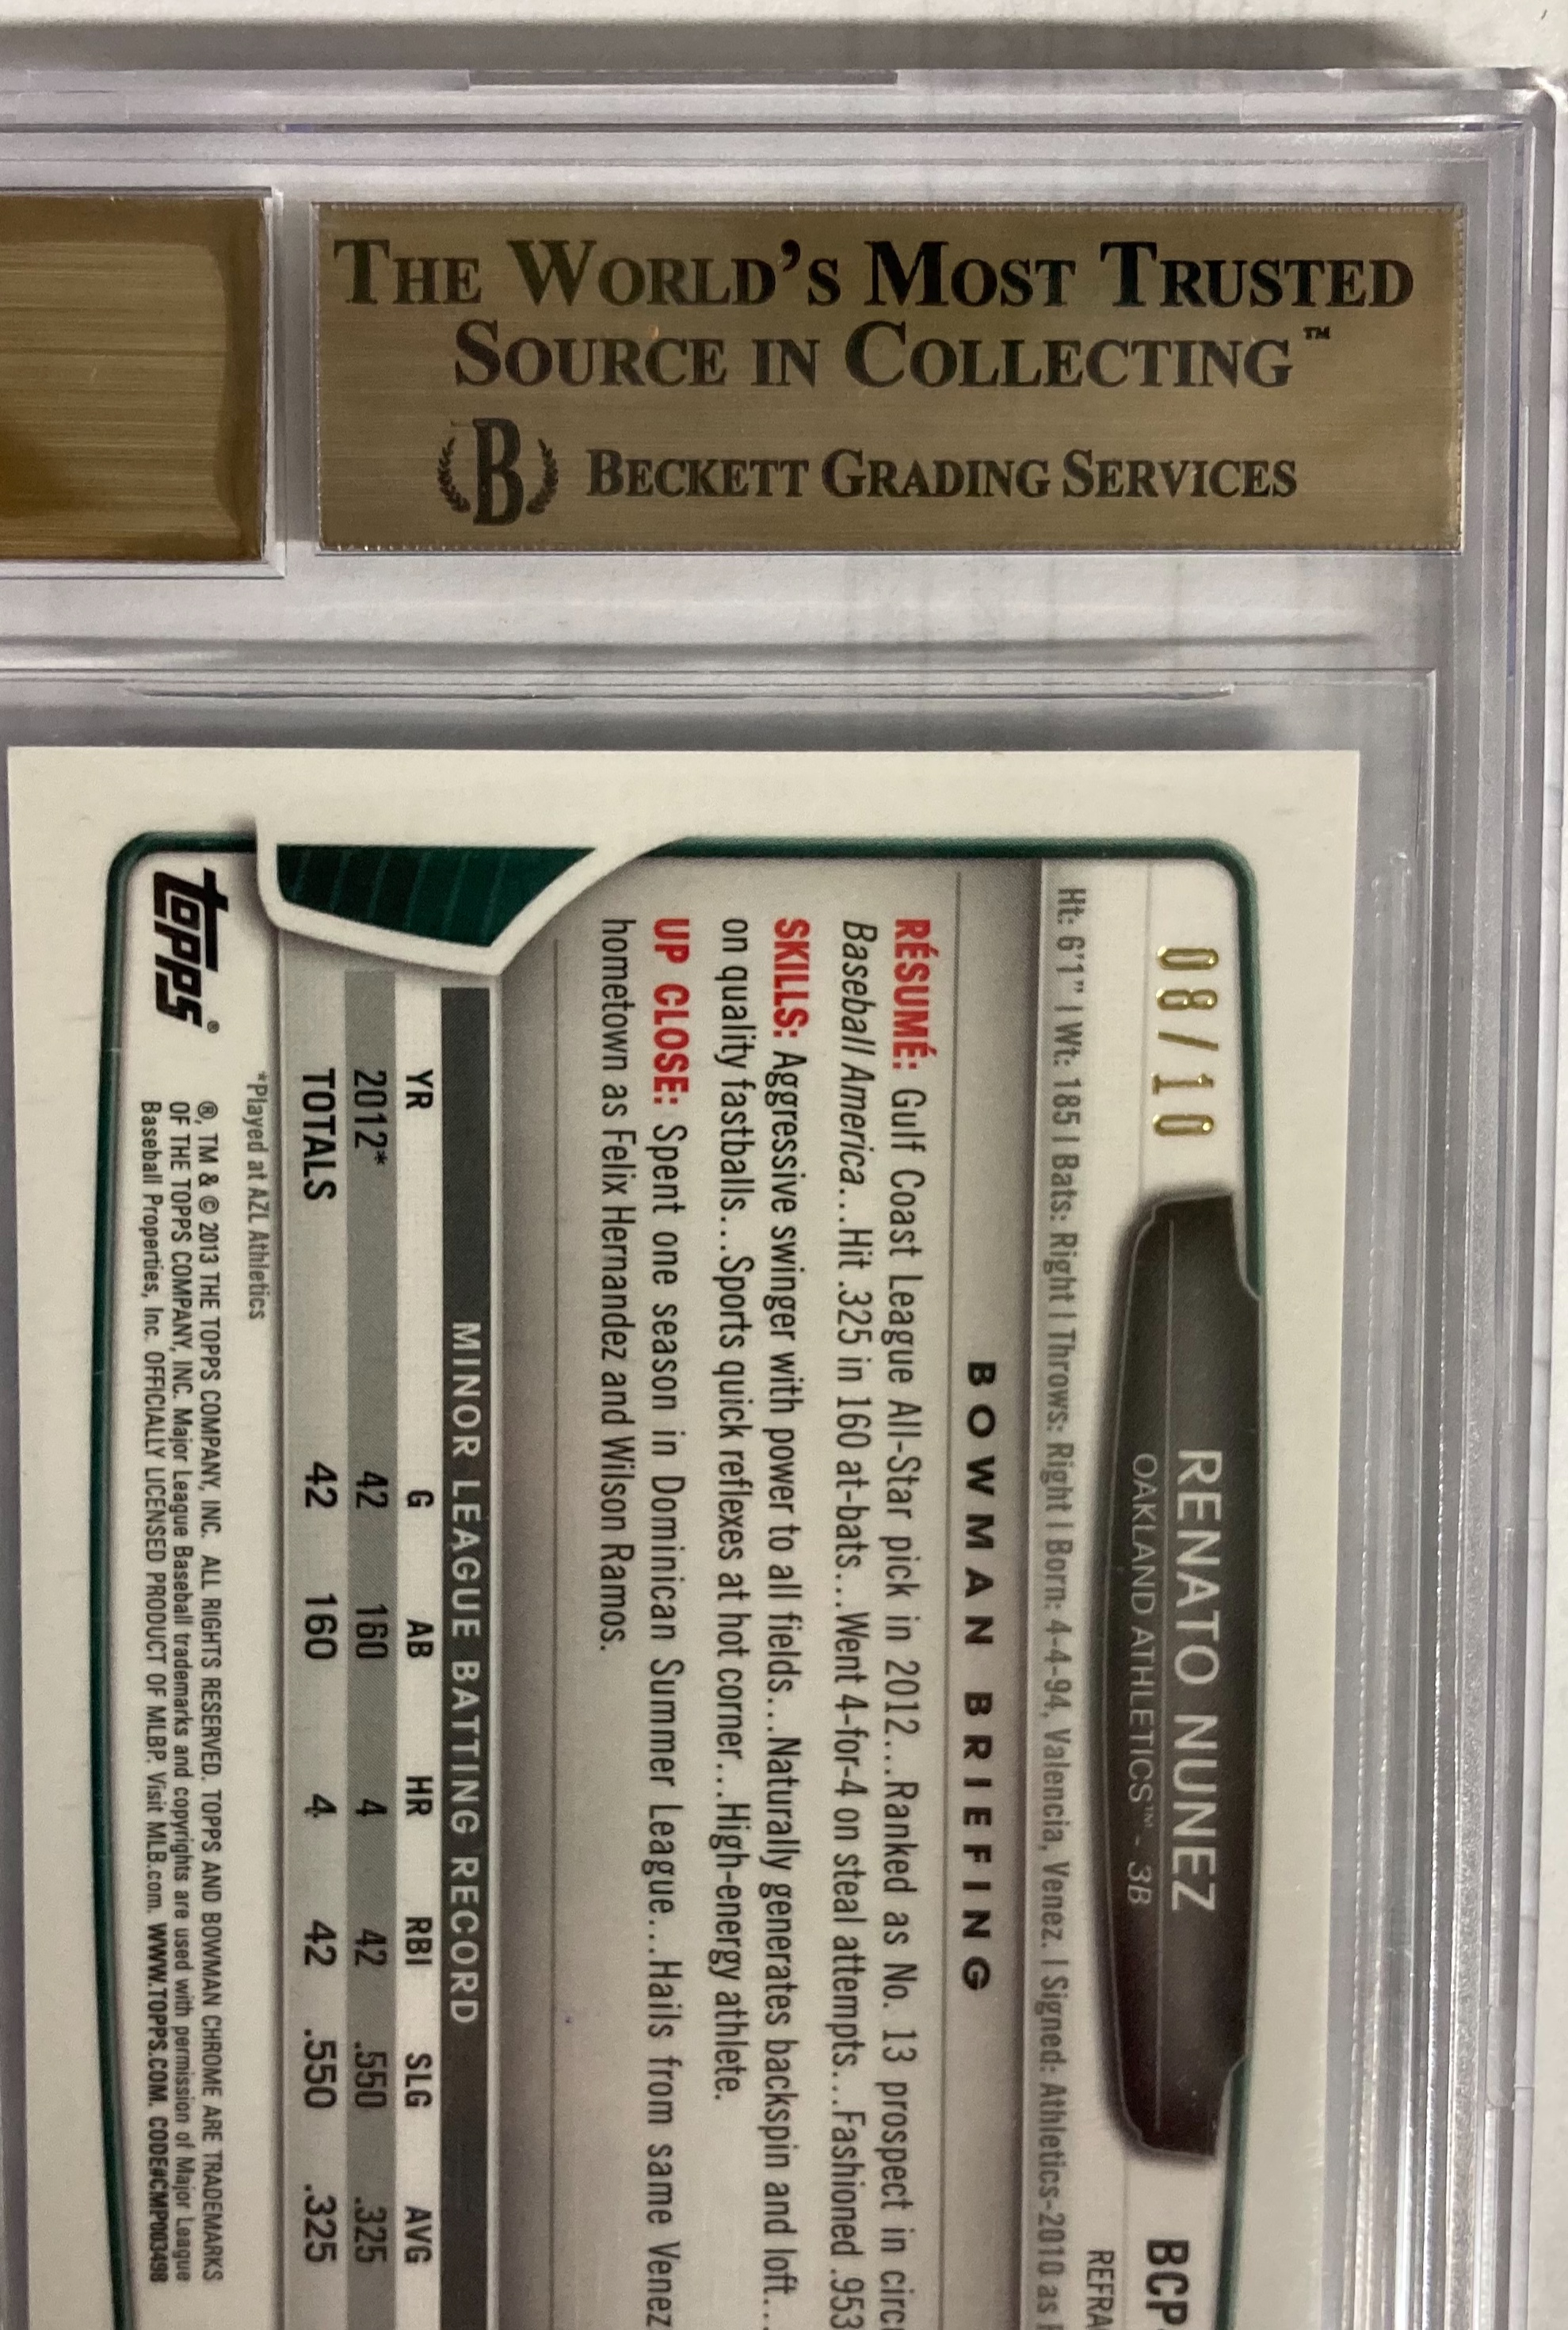 THE WORLD'S MOST TRUSTED
SOURCE IN COLLECTING™
B BECKETT GRADING SERVICES
08/10
RENATO NUNEZ
OAKLAND ATHLETICS™ - 3B
BCP
REFRA
Ht: 6'1" | Wt: 185 | Bats: Right | Throws: Right | Born: 4-4-94, Valencia, Venez. | Signed: Athletics-2010 as
BOWMAN BRIEFING
RÉSUMÉ: Gulf Coast League All-Star pick in 2012...Ranked as No. 13 prospect in
Baseball America...Hit .325 in 160 at-bats...Went 4-for-4 on steal attempts...Fashioned .953
SKILLS: Aggressive swinger with power to all fields...Naturally generates backspin and loft...
on quality fastballs...Sports quick reflexes at hot corner...High-energy athlete.
UP CLOSE: Spent one season in Dominican Summer League...Hails from same Venez
hometown as Felix Hernandez and Wilson Ramos.
MINOR LEAGUE BATTING RECORD
YR G AB HR RBI SLG AVG
2012* 42 160 4 42 .550 .325
TOTALS 42 160 4 42 .550 .325
*Played at AZL Athletics
topps®
®, TM & © 2013 THE TOPPS COMPANY, INC. ALL RIGHTS RESERVED. TOPPS AND BOWMAN CHROME ARE TRADEMARKS
OF THE TOPPS COMPANY, INC. Major League Baseball trademarks and copyrights are used with permission of Major League
Baseball Properties, Inc. OFFICIALLY LICENSED PRODUCT OF MLBP. Visit MLB.com. WWW.TOPPS.COM. CODE#CMP003498